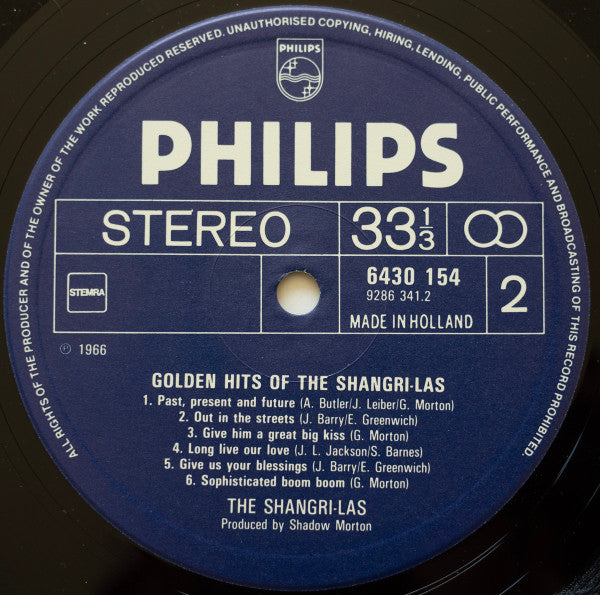 ALL RIGHTS OF THE PRODUCER AND OF THE OWNER OF THE WORK REPRODUCED RESERVED. UNAUTHORISED COPYING, HIRING, LENDING, PUBLIC PERFORMANCE AND BROADCASTING OF THIS RECORD PROHIBITED.
PHILIPS
PHILIPS
STEREO 33 1/3
STEMRA
6430 154
9286 341.2
MADE IN HOLLAND
2
℗ 1966
GOLDEN HITS OF THE SHANGRI-LAS
1. Past, present and future (A. Butler/J. Leiber/G. Morton)
2. Out in the streets (J. Barry/E. Greenwich)
3. Give him a great big kiss (G. Morton)
4. Long live our love (J. L. Jackson/S. Barnes)
5. Give us your blessings (J. Barry/E. Greenwich)
6. Sophisticated boom boom (G. Morton)
THE SHANGRI-LAS
Produced by Shadow Morton